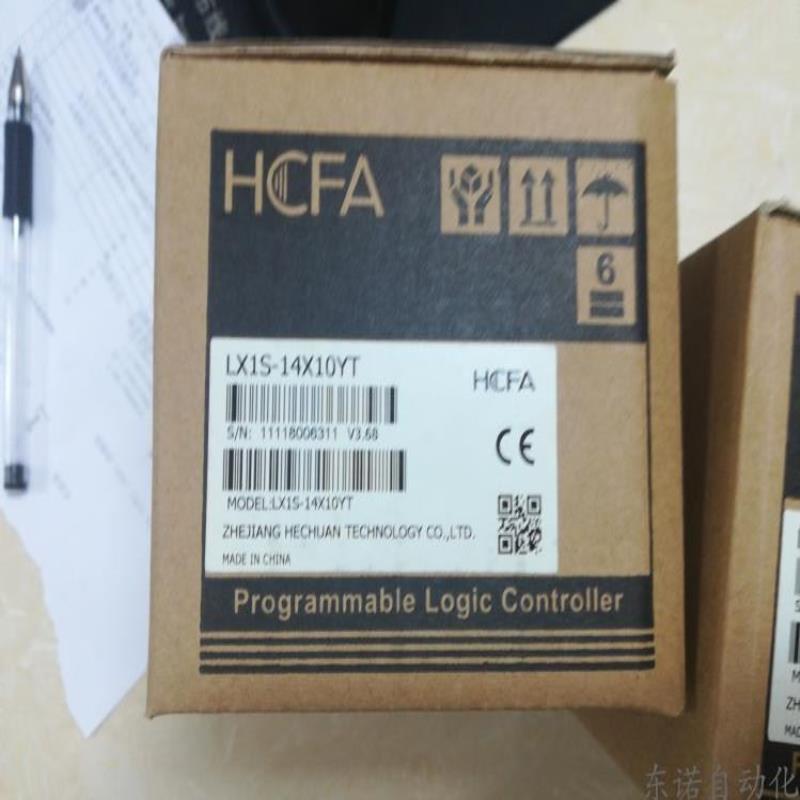 HCFA
6
LX1S-14X10YT
HCFA
S/N: 11118006311 V3.68
CE
MODEL:LX1S-14X10YT
ZHEJIANG HECHUAN TECHNOLOGY CO.,LTD.
MADE IN CHINA
Programmable Logic Controller
东诺自动化